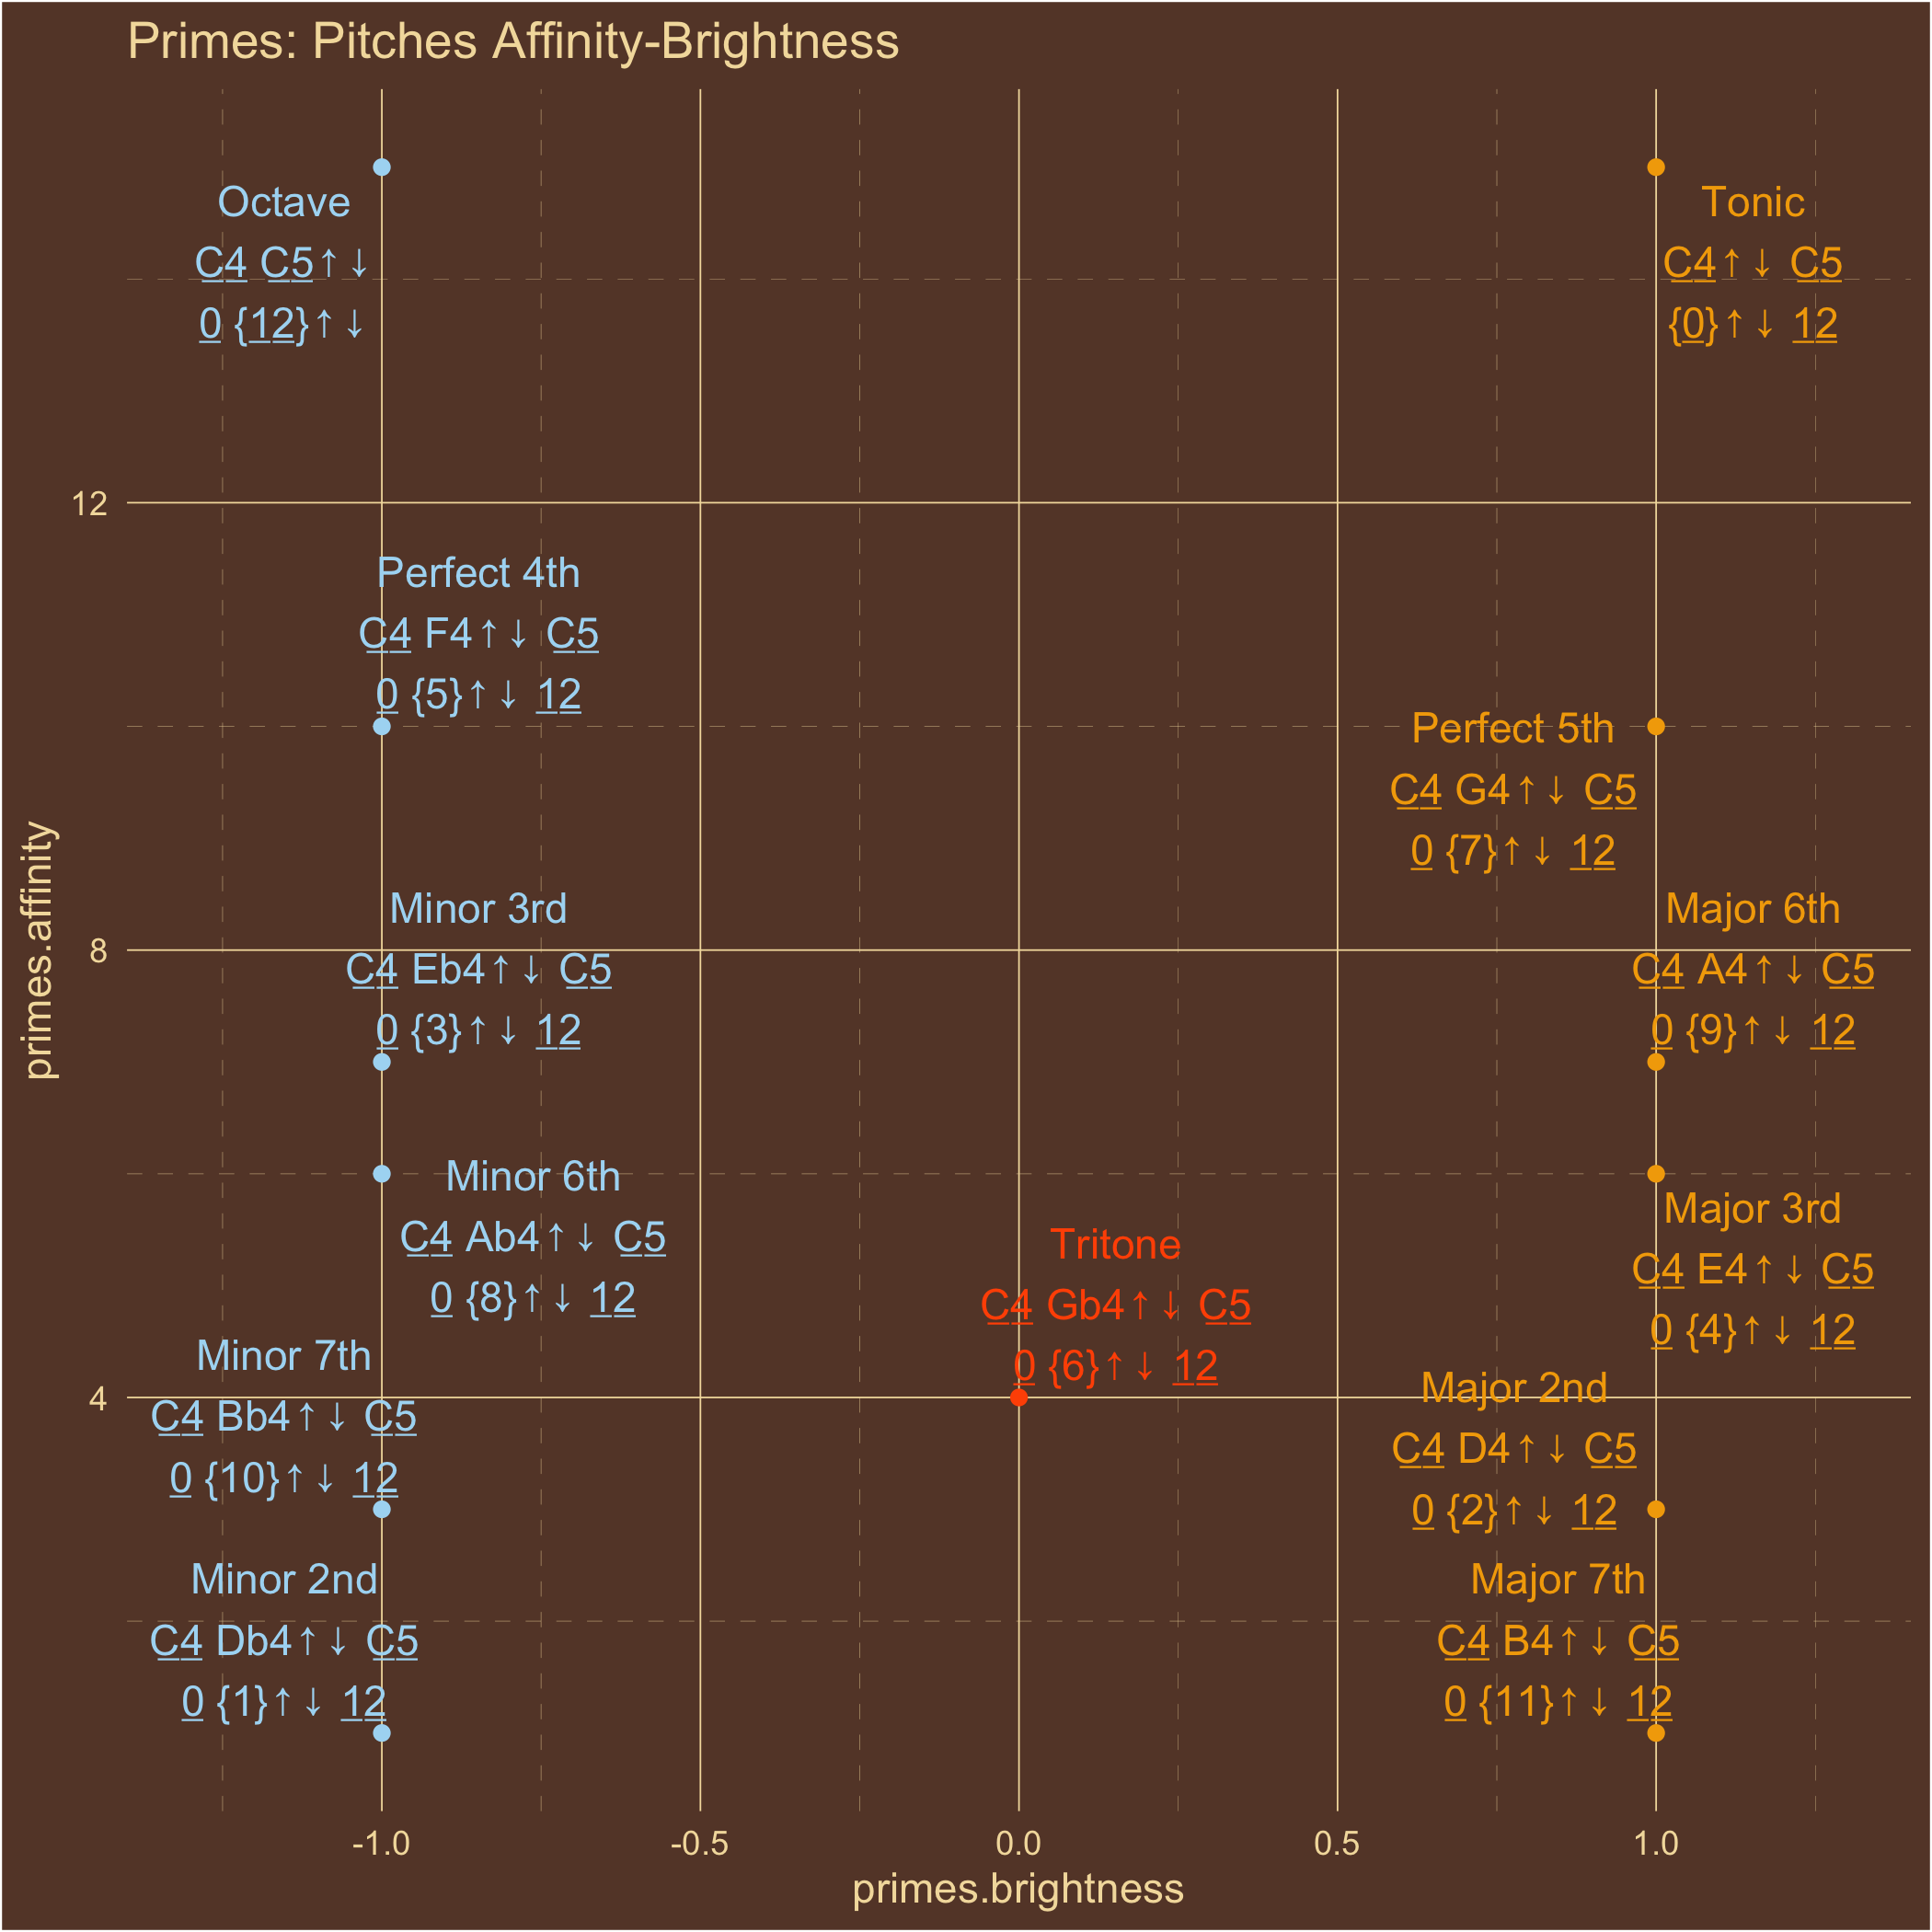 Primes: Pitches Affinity-Brightness
Octave
C4 C5↑↓
0 {12}↑↓
Tonic
C4↑↓ C5
{0}↑↓ 12
12
Perfect 4th
C4 F4↑↓ C5
0 {5}↑↓ 12
Perfect 5th
C4 G4↑↓ C5
0 {7}↑↓ 12
primes.affinity
8
Minor 3rd
C4 Eb4↑↓ C5
0 {3}↑↓ 12
Major 6th
C4 A4↑↓ C5
0 {9}↑↓ 12
Minor 6th
C4 Ab4↑↓ C5
0 {8}↑↓ 12
Tritone
C4 Gb4↑↓ C5
0 {6}↑↓ 12
Major 3rd
C4 E4↑↓ C5
0 {4}↑↓ 12
4
Minor 7th
C4 Bb4↑↓ C5
0 {10}↑↓ 12
Major 2nd
C4 D4↑↓ C5
0 {2}↑↓ 12
Minor 2nd
C4 Db4↑↓ C5
0 {1}↑↓ 12
Major 7th
C4 B4↑↓ C5
0 {11}↑↓ 12
-1.0 -0.5 0.0 0.5 1.0
primes.brightness